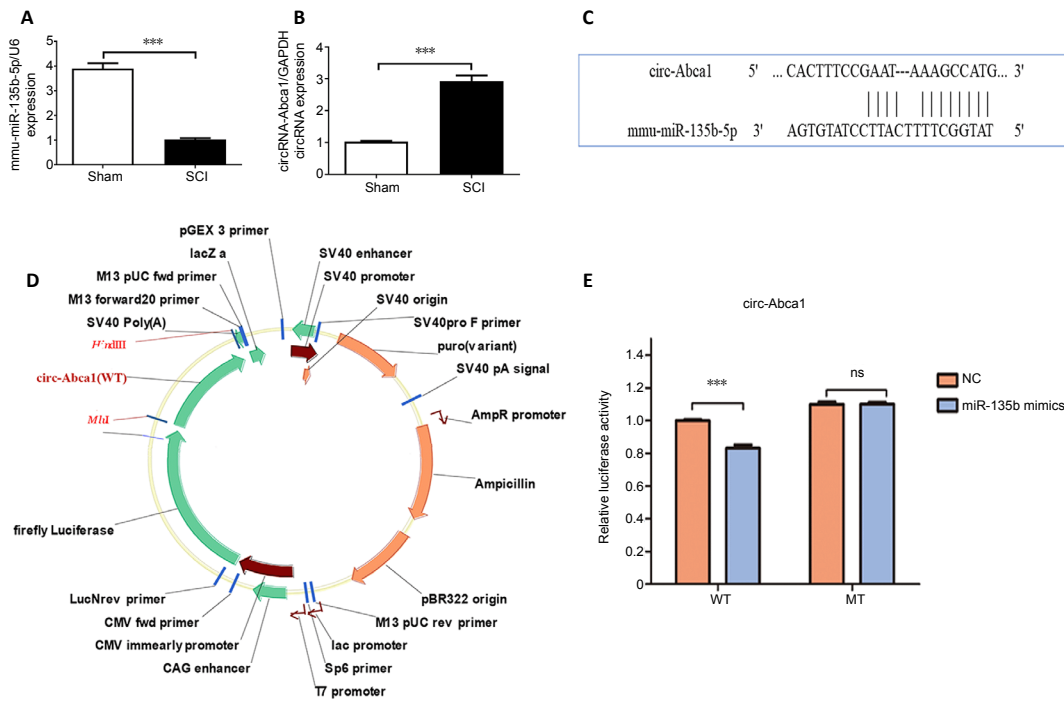 A
mmu-miR-135b-5p/U6
expression
5
4
3
2
1
0
***
Sham
SCI
B
circRNA-Abca1/GAPDH
circRNA expression
4
3
2
1
0
***
Sham
SCI
C
circ-Abca1 5' ... CACTTTCCGAAT---AAAGCCATG... 3'
mmu-miR-135b-5p 3' AGTGTATCCTTACTTTTCGGTAT 5'
D
pGEX 3 primer
lacZ a
M13 pUC fwd primer
M13 forward20 primer
SV40 Poly(A)
HindIII
circ-Abca1(WT)
MluI
firefly Luciferase
LucNrev primer
CMV fwd primer
CMV immearly promoter
CAG enhancer
SV40 enhancer
SV40 promoter
SV40 origin
SV40pro F primer
puro(variant)
SV40 pA signal
AmpR promoter
Ampicillin
pBR322 origin
M13 pUC rev primer
lac promoter
Sp6 primer
T7 promoter
E
circ-Abca1
Relative luciferase activity
1.4
1.2
1.0
0.8
0.6
0.4
0.2
0
***
ns
WT
MT
NC
miR-135b mimics